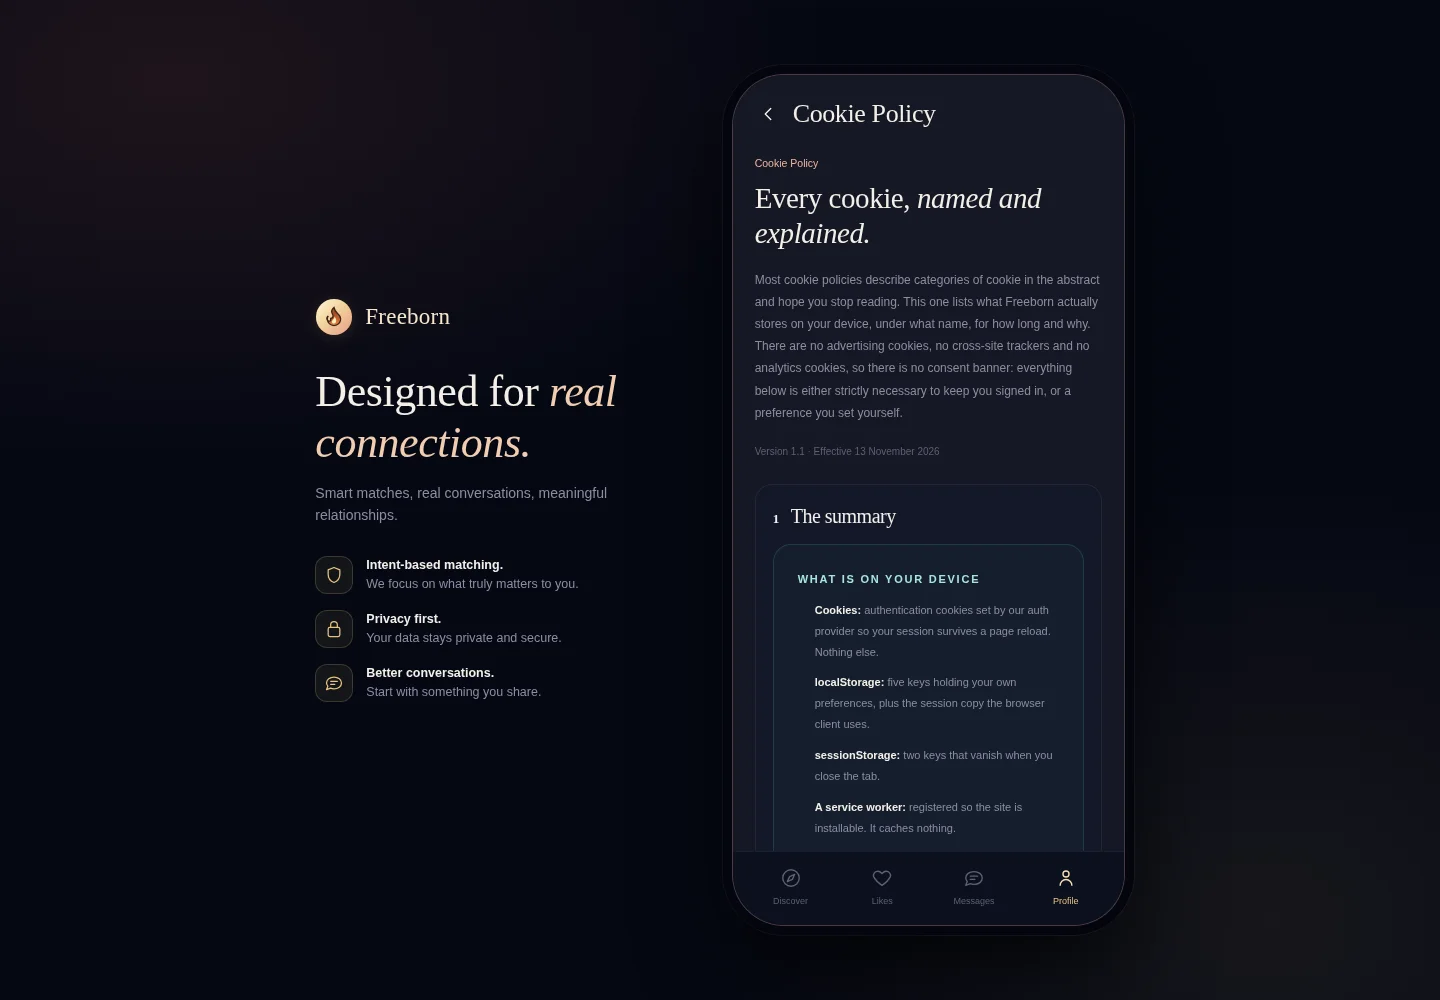 Freeborn
Designed for real
connections.
Smart matches, real conversations, meaningful
relationships.
Intent-based matching.
We focus on what truly matters to you.
Privacy first.
Your data stays private and secure.
Better conversations.
Start with something you share.
Cookie Policy
Cookie Policy
Every cookie, named and
explained.
Most cookie policies describe categories of cookie in the abstract
and hope you stop reading. This one lists what Freeborn actually
stores on your device, under what name, for how long and why.
There are no advertising cookies, no cross-site trackers and no
analytics cookies, so there is no consent banner: everything
below is either strictly necessary to keep you signed in, or a
preference you set yourself.
Version 1.1 · Effective 13 November 2026
1 The summary
WHAT IS ON YOUR DEVICE
Cookies: authentication cookies set by our auth
provider so your session survives a page reload.
Nothing else.
localStorage: five keys holding your own
preferences, plus the session copy the browser
client uses.
sessionStorage: two keys that vanish when you
close the tab.
A service worker: registered so the site is
installable. It caches nothing.
Discover
Likes
Messages
Profile